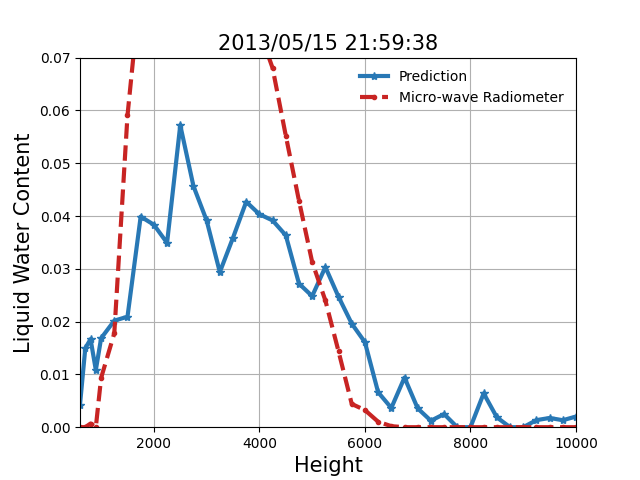 2013/05/15 21:59:38
0.07
0.06
0.05
0.04
0.03
0.02
0.01
0.00
Liquid Water Content
Prediction
Micro-wave Radiometer
2000 4000 6000 8000 10000
Height